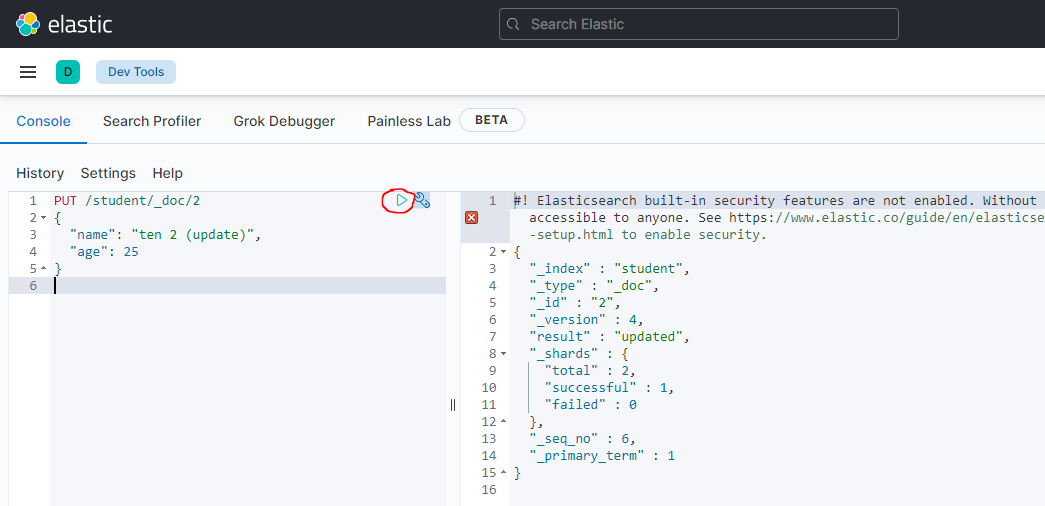 elastic
Search Elastic
D
Dev Tools
Console
Search Profiler
Grok Debugger
Painless Lab
BETA
History
Settings
Help
1 PUT /student/_doc/2
2 {
3 "name": "ten 2 (update)",
4 "age": 25
5 }
6
1 #! Elasticsearch built-in security features are not enabled. Without
accessible to anyone. See https://www.elastic.co/guide/en/elasticse
-setup.html to enable security.
2 {
3 "_index" : "student",
4 "_type" : "_doc",
5 "_id" : "2",
6 "_version" : 4,
7 "result" : "updated",
8 "_shards" : {
9 "total" : 2,
10 "successful" : 1,
11 "failed" : 0
12 },
13 "_seq_no" : 6,
14 "_primary_term" : 1
15 }
16